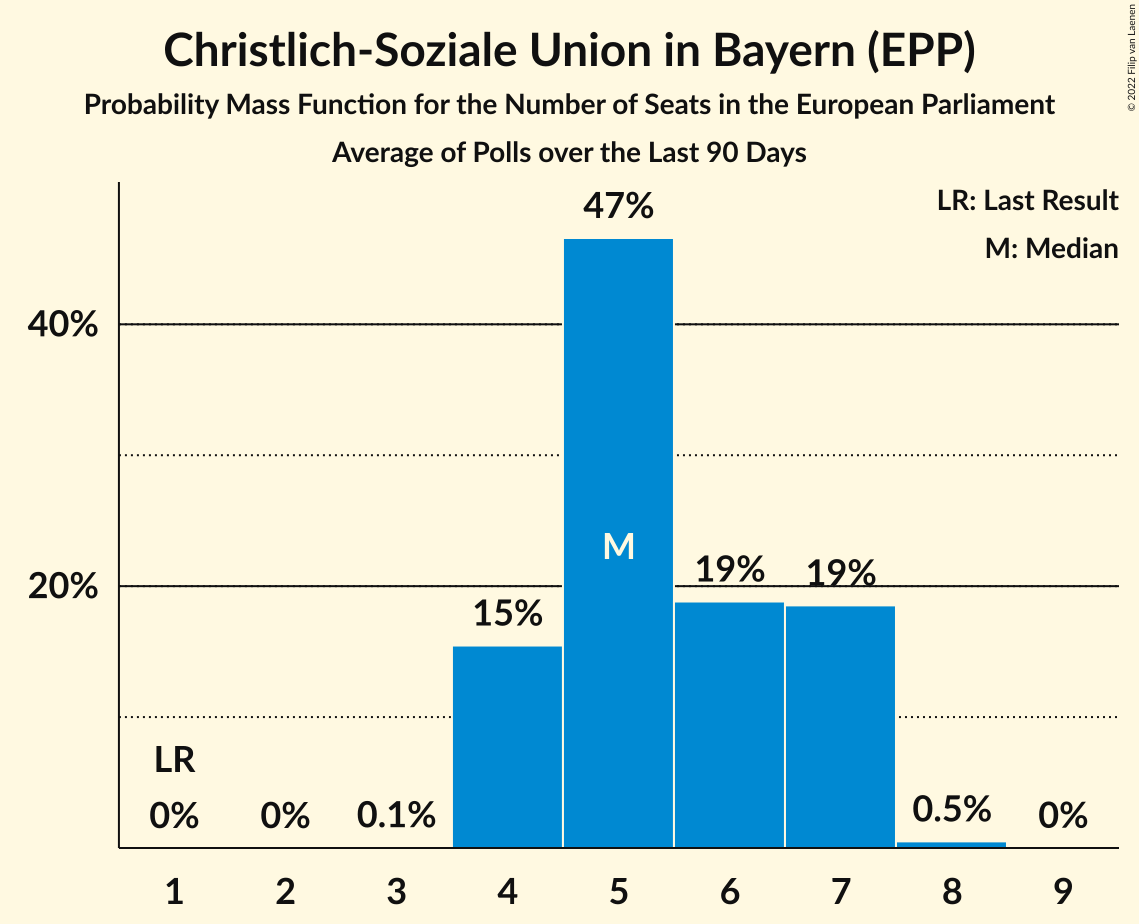 Christlich-Soziale Union in Bayern (EPP)
Probability Mass Function for the Number of Seats in the European Parliament
Average of Polls over the Last 90 Days
© 2022 Filip van Laenen
LR: Last Result
M: Median
47%
40%
M
19%
19%
20%
15%
LR
0%
0%
0.1%
0.5%
0%
1 2 3 4 5 6 7 8 9